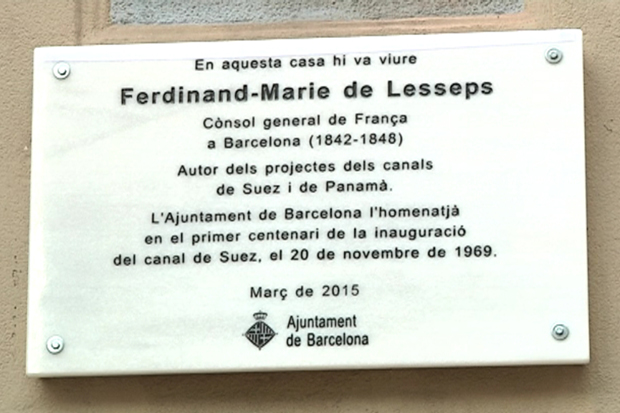 En aquesta casa hi va viure
Ferdinand-Marie de Lesseps
Cònsol general de França
a Barcelona (1842-1848)
Autor dels projectes dels canals
de Suez i de Panamà.
L'Ajuntament de Barcelona l'homenatjà
en el primer centenari de la inauguració
del canal de Suez, el 20 de novembre de 1969.
Març de 2015
Ajuntament
de Barcelona